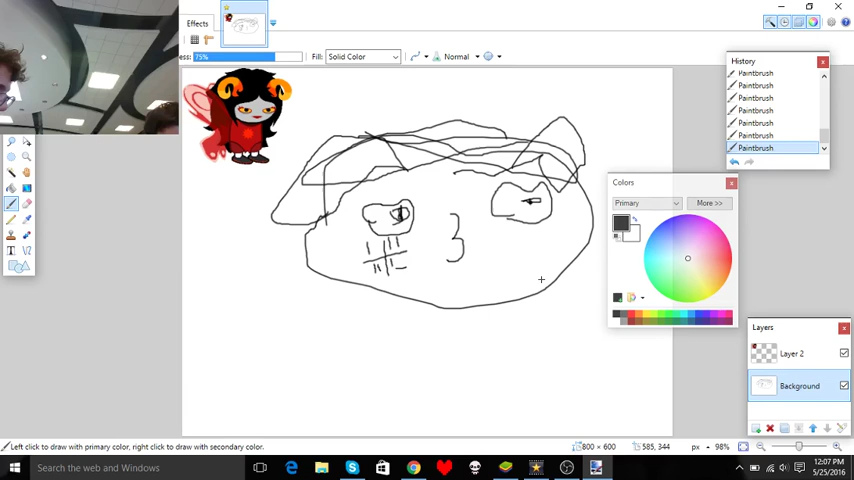 Effects
ess: 75% Fill: Solid Color Normal
History
Paintbrush
Paintbrush
Paintbrush
Paintbrush
Paintbrush
Paintbrush
Paintbrush
Colors
Primary More >>
Layers
Layer 2
Background
Left click to draw with primary color, right click to draw with secondary color. 800 × 600 585, 344 px 98%
Search the web and Windows
12:07 PM
5/25/2016